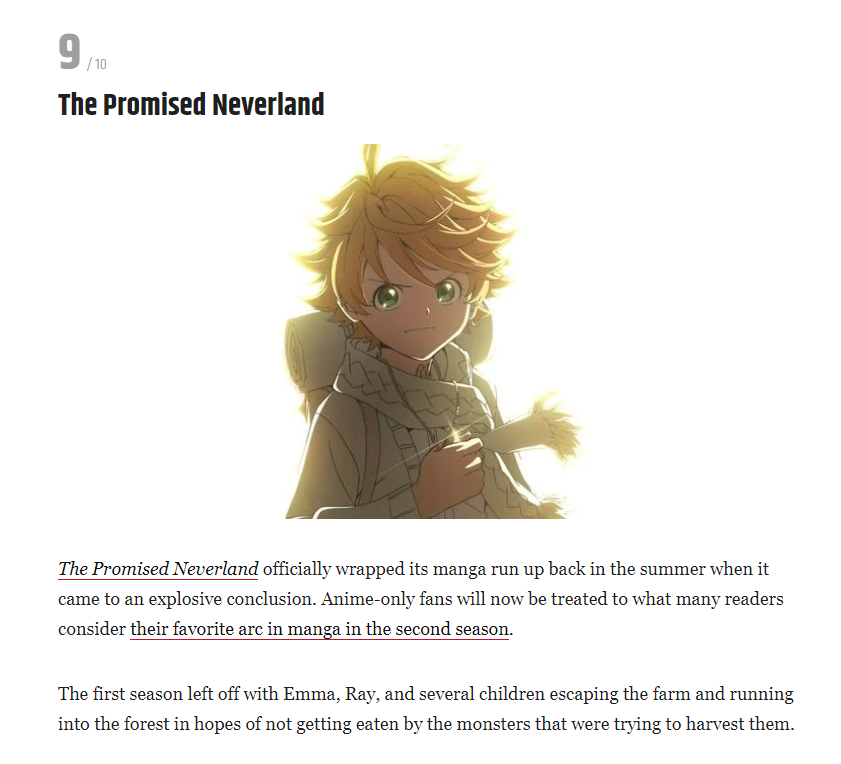 9 / 10
The Promised Neverland
The Promised Neverland officially wrapped its manga run up back in the summer when it
came to an explosive conclusion. Anime-only fans will now be treated to what many readers
consider their favorite arc in manga in the second season.
The first season left off with Emma, Ray, and several children escaping the farm and running
into the forest in hopes of not getting eaten by the monsters that were trying to harvest them.